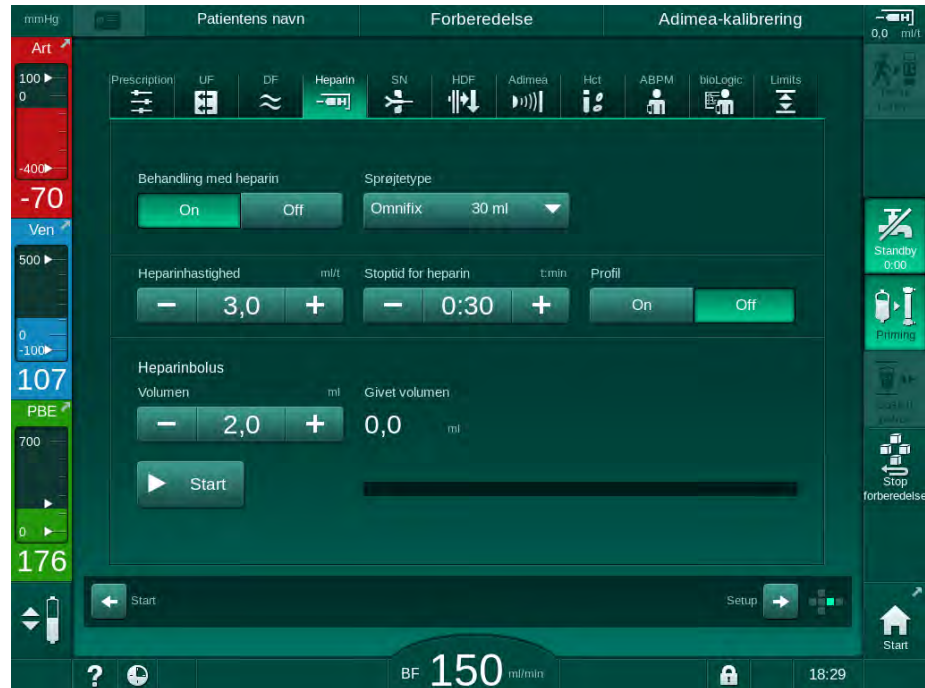 mmHg
Patientens navn
Forberedelse
Adimea-kalibrering
0,0 ml/t
Art
100
0
-400
-70
Ven
500
0
-100
107
PBE
700
0
176
Prescription UF DF Heparin SN HDF Adimea Hct ABPM bioLogic Limits
Behandling med heparin
On Off
Sprøjtetype
Omnifix 30 ml
Heparinhastighed ml/t
− 3,0 +
Stoptid for heparin t:min
− 0:30 +
Profil
On Off
Heparinbolus
Volumen ml
− 2,0 +
Givet volumen
0,0 ml
Start
Start
Setup
Standby
0:00
Priming
Stop
forberedelse
Start
? BF 150 ml/min 18:29